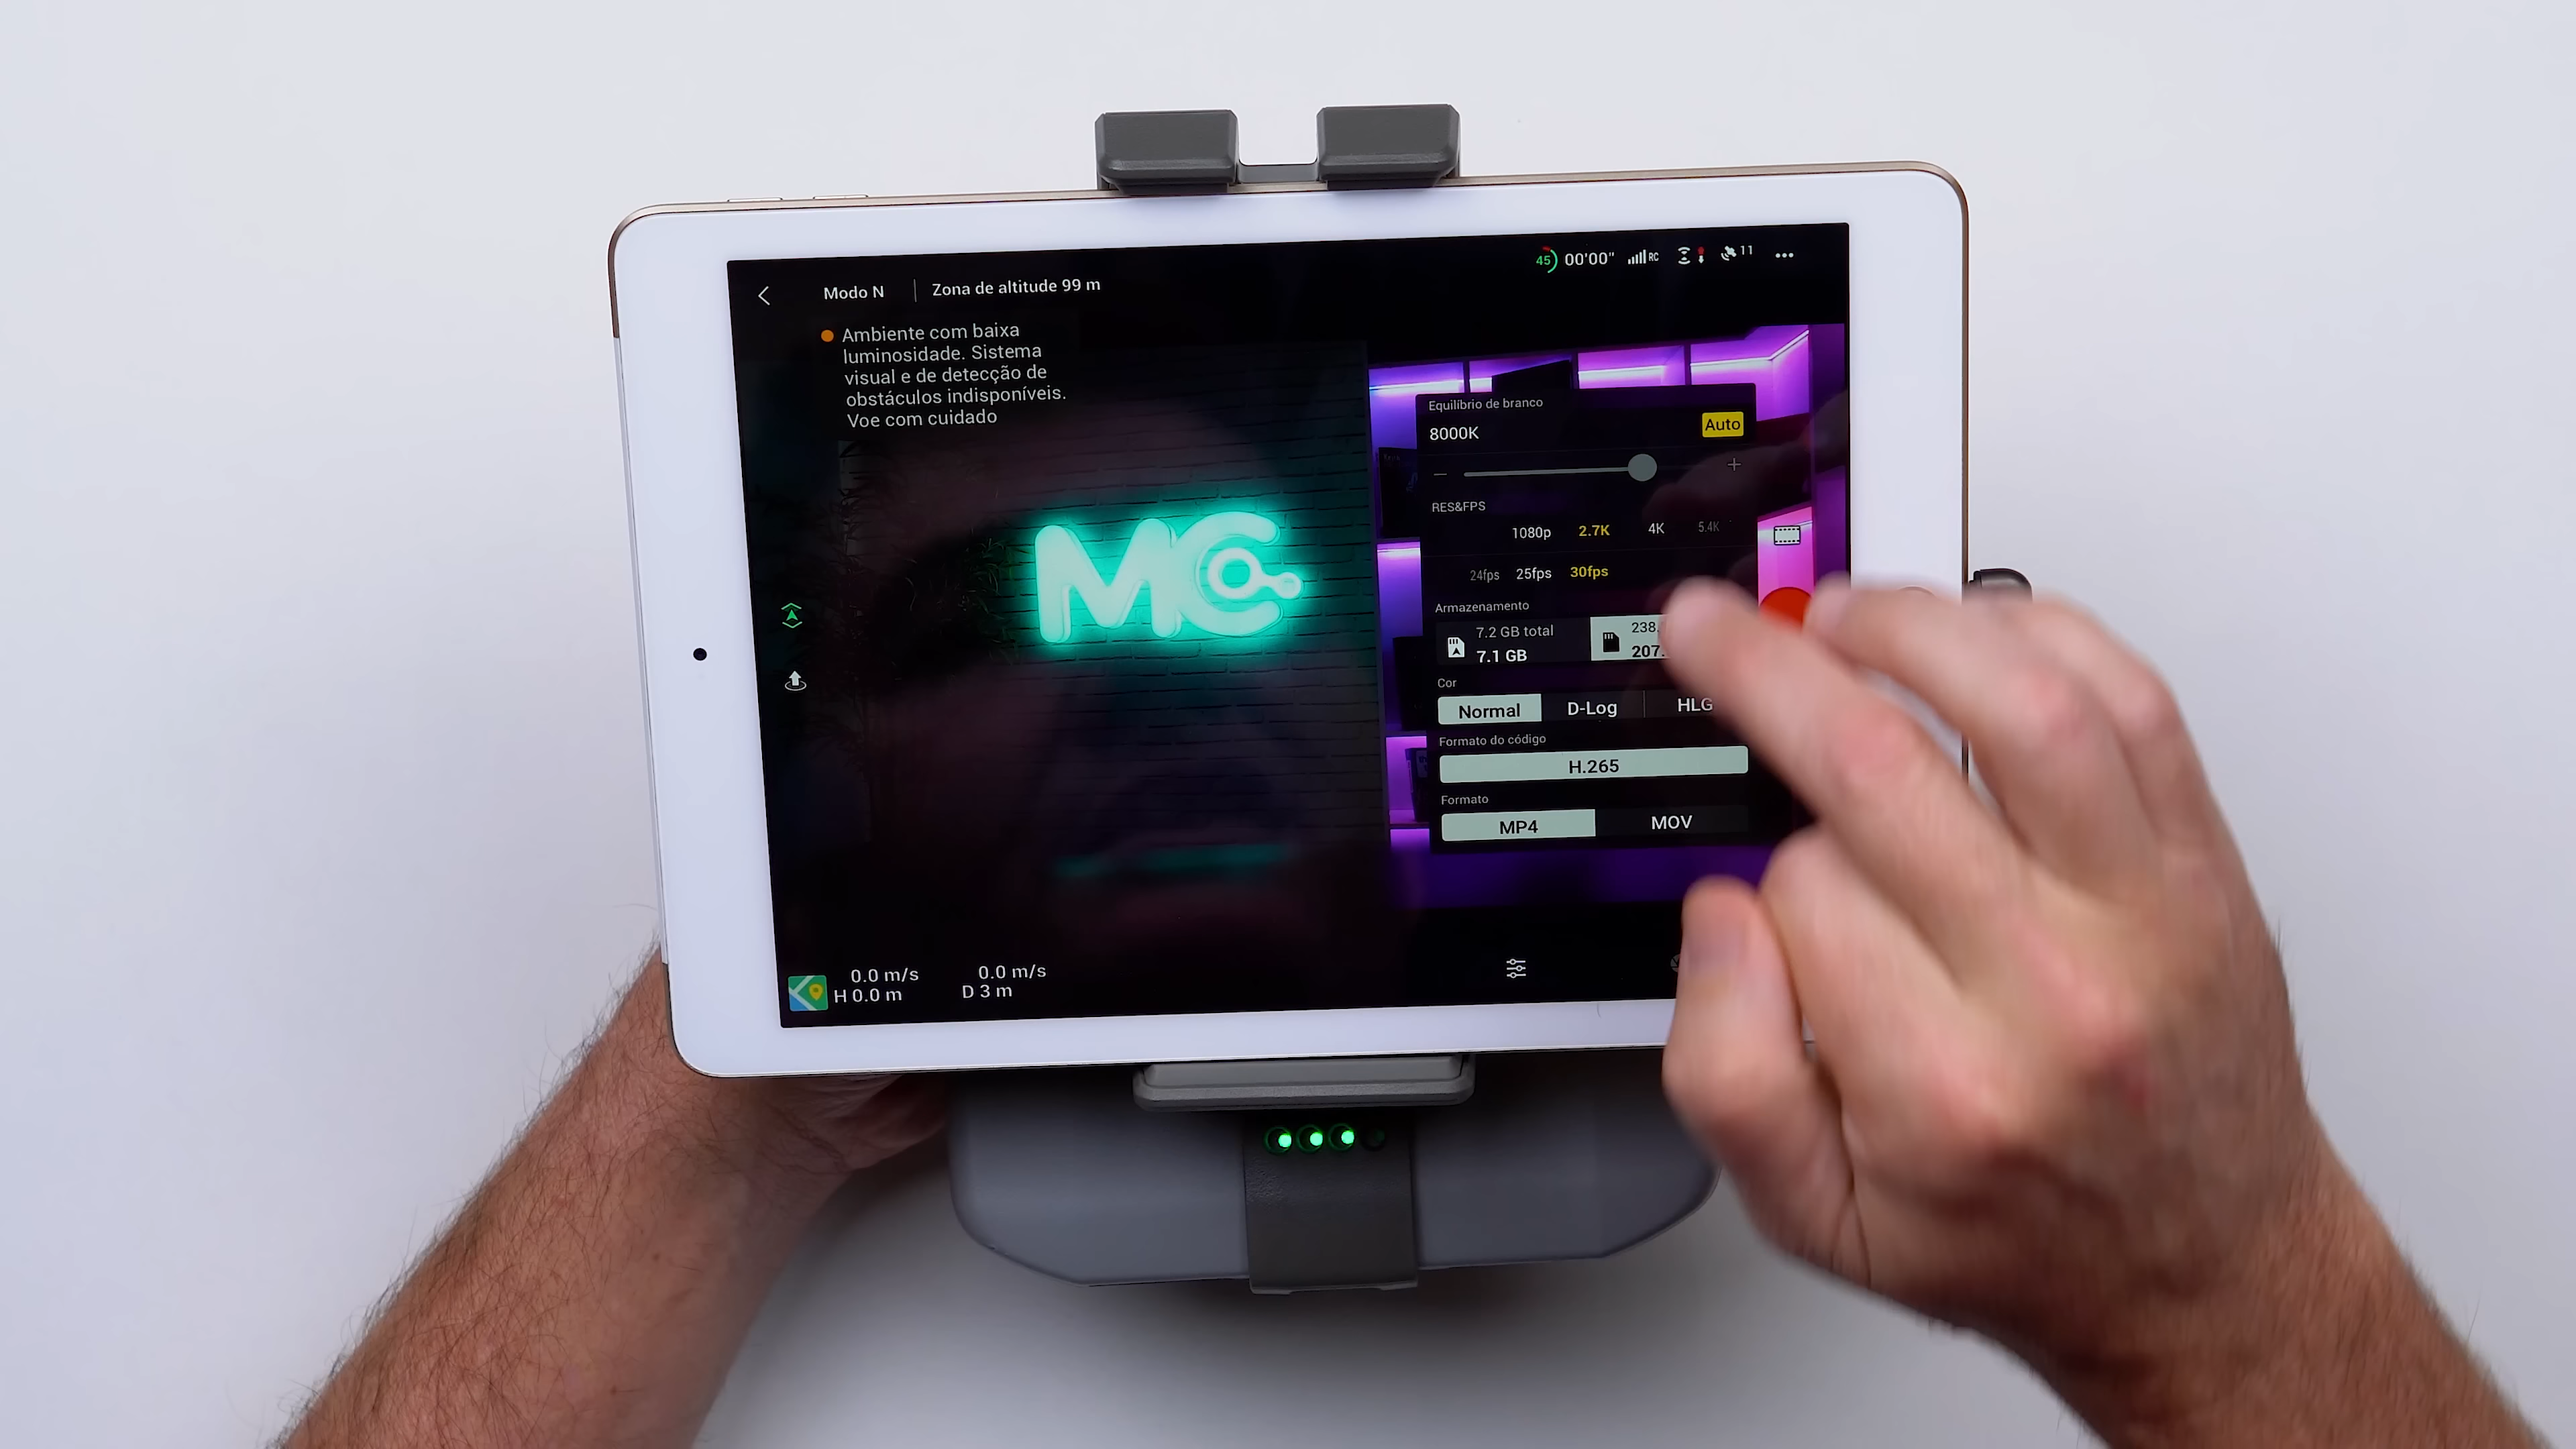 Modo N
Zona de altitude 99 m
45 00'00" RC 11
Ambiente com baixa
luminosidade. Sistema
visual e de detecção de
obstáculos indisponíveis.
Voe com cuidado
MC
Equilíbrio de branco
8000K Auto
RES&FPS
1080p 2.7K 4K 5.4K
24fps 25fps 30fps
Armazenamento
7.2 GB total
7.1 GB
Cor
Normal D-Log HLG
Formato do código
H.265
Formato
MP4 MOV
0.0 m/s 0.0 m/s
H 0.0 m D 3 m